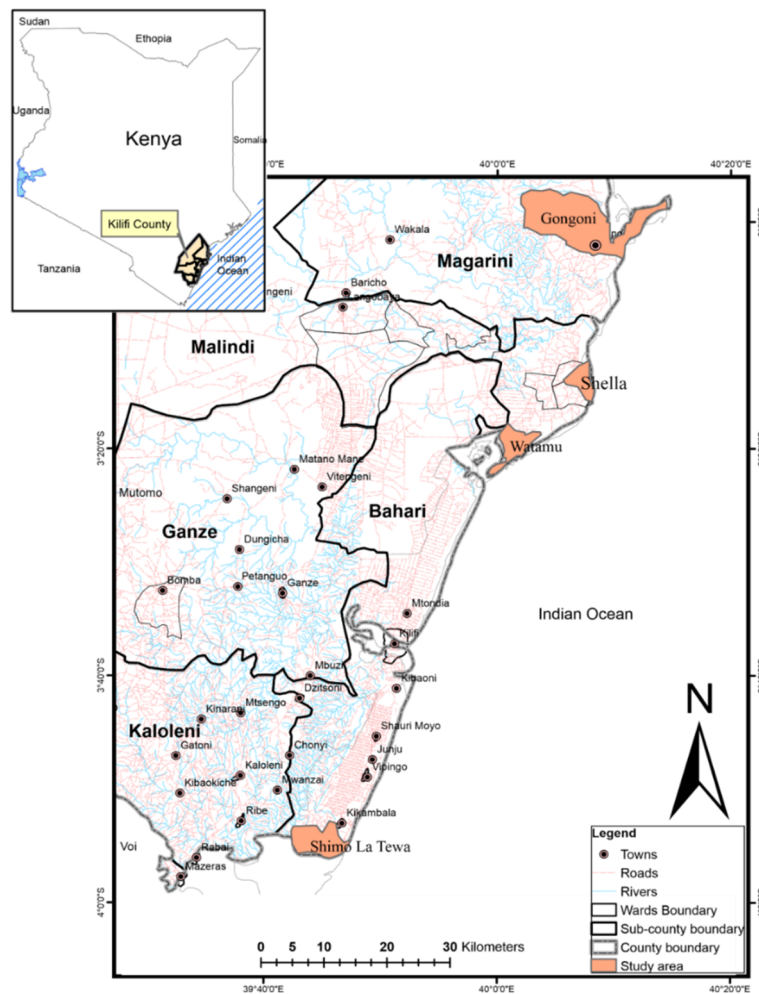 Sudan
Ethiopia
Uganda
Kenya
Somalia
Kilifi County
Tanzania
Indian
Ocean
40°0'0"E
40°20'0"E
Gongoni
Wakala
Magarini
Baricho
Malindi
Shella
Watamu
3°20'0"S
Matano Mane
Vitengeni
Mutomo
Shangeni
Bahari
Ganze
Dungicha
Petanguo
Bomba
Ganze
Mtondia
Indian Ocean
Kilifi
3°40'0"S
Mbuzi
Kibaoni
Dzitsoni
N
Kinarani
Mtsengo
Kaloleni
Shauri Moyo
Gatoni
Chonyi
Junju
Kaloleni
Vipingo
Kibaokiche
Mwanzai
Ribe
Kikambala
Voi
Rabai
Shimo La Tewa
Mazeras
4°0'0"S
Legend
Towns
Roads
Rivers
Wards Boundary
Sub-county boundary
County boundary
Study area
0 5 10 20 30 Kilometers
39°40'0"E
40°0'0"E
40°20'0"E